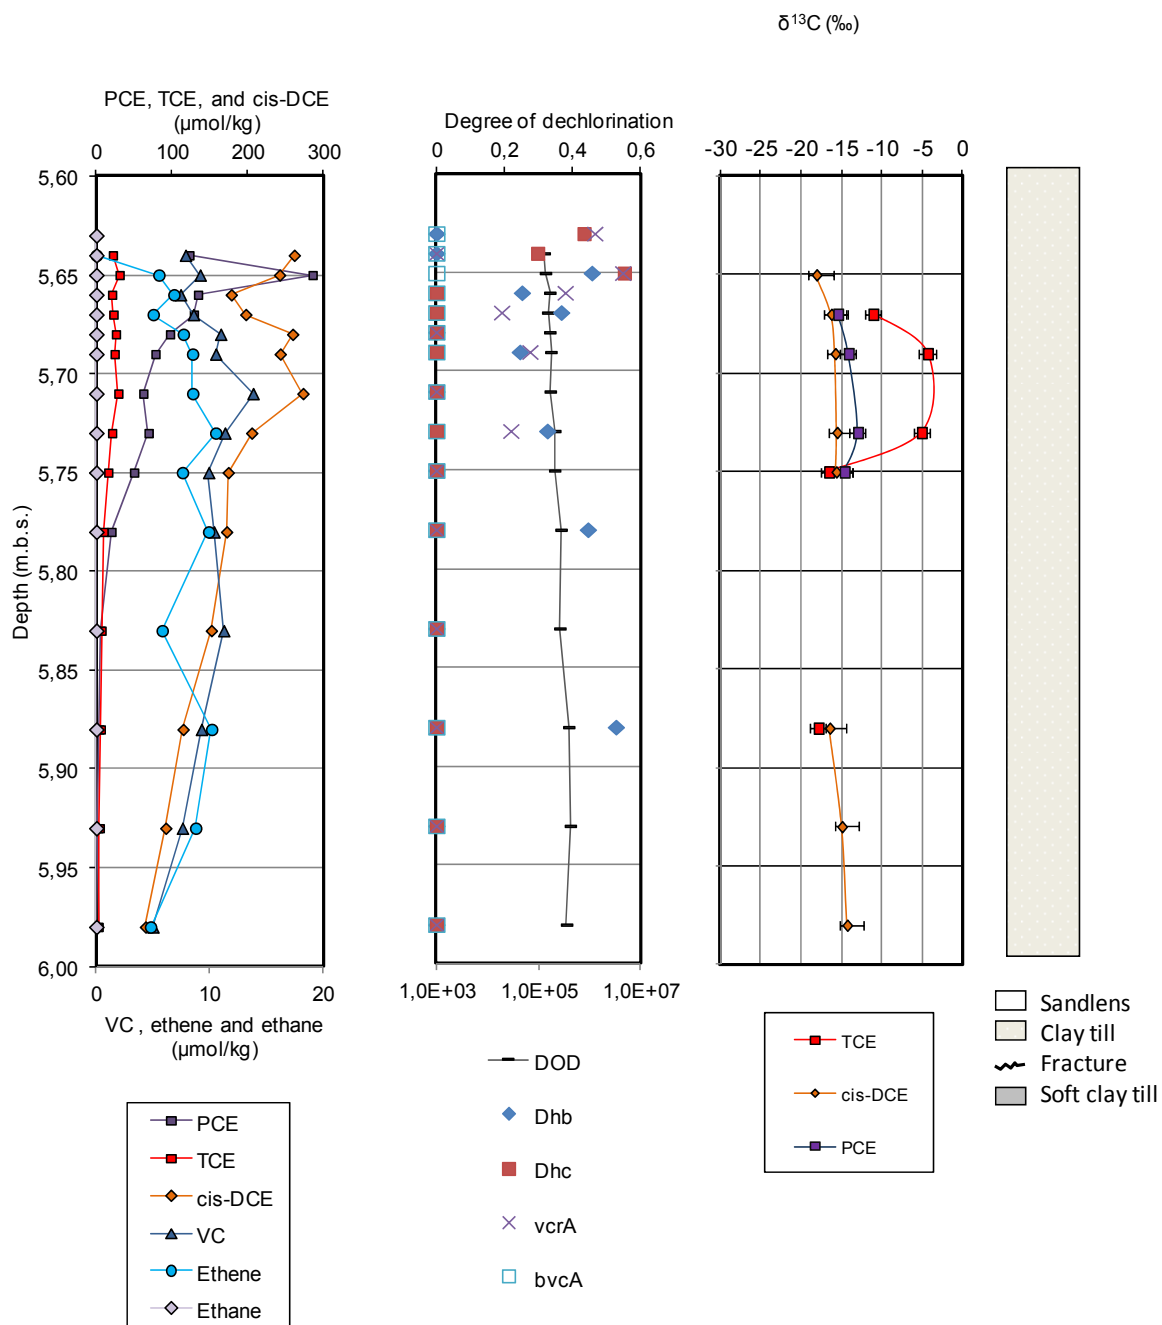 δ¹³C (‰)
PCE, TCE, and cis-DCE
(µmol/kg)
Degree of dechlorination
0 100 200 300
0 0,2 0,4 0,6
-30 -25 -20 -15 -10 -5 0
5,60
5,65
5,70
5,75
5,80
5,85
5,90
5,95
6,00
Depth (m.b.s.)
0 10 20
VC , ethene and ethane
(µmol/kg)
1,0E+03 1,0E+05 1,0E+07
PCE
TCE
cis-DCE
VC
Ethene
Ethane
DOD
Dhb
Dhc
vcrA
bvcA
TCE
cis-DCE
PCE
Sandlens
Clay till
Fracture
Soft clay till